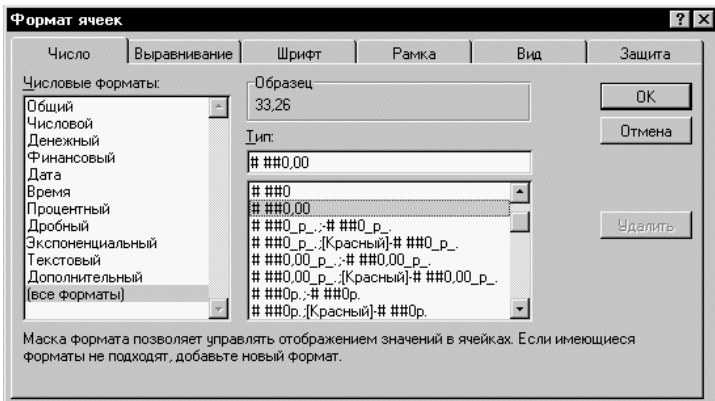 Формат ячеек
Число Выравнивание Шрифт Рамка Вид Защита
Числовые форматы:
Общий
Числовой
Денежный
Финансовый
Дата
Время
Процентный
Дробный
Экспоненциальный
Текстовый
Дополнительный
(все форматы)
Образец
33,26
Тип:
# ##0,00
# ##0
# ##0,00
# ##0_р_.;-# ##0_р_.
# ##0_р_.;[Красный]-# ##0_р_.
# ##0,00_р_.;-# ##0,00_р_.
# ##0,00_р_.;[Красный]-# ##0,00_р_.
# ##0р.;-# ##0р.
# ##0р.;[Красный]-# ##0р.
OK
Отмена
Удалить
Маска формата позволяет управлять отображением значений в ячейках. Если имеющиеся
форматы не подходят, добавьте новый формат.